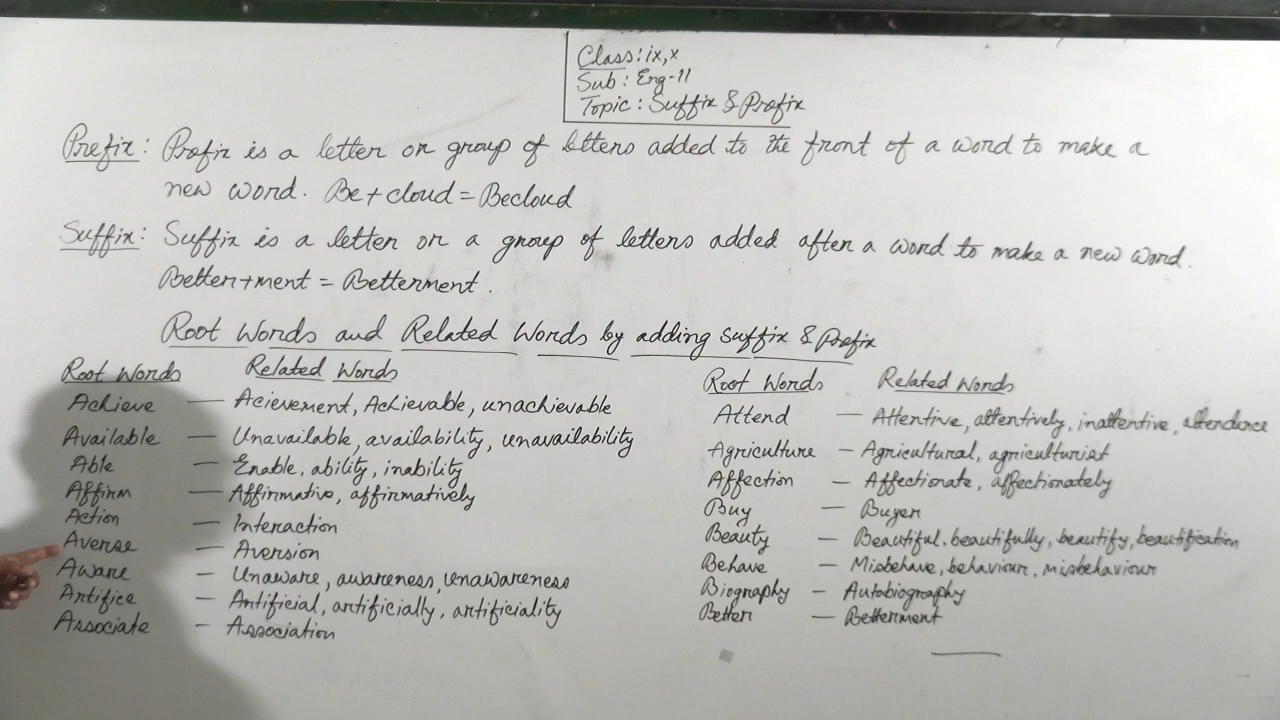 Class: ix, x
Sub : Eng-11
Topic : Suffix & Prefix
Prefix : Prefix is a letter or group of letters added to the front of a word to make a
new word. Be + cloud = Becloud
Suffix : Suffix is a letter or a group of letters added after a word to make a new word.
Better + ment = Betterment.
Root Words and Related Words by adding suffix & Prefix
Root Words Related Words
Achieve — Acievement, Achievable, unachievable
Available — Unavailable, availability, unavailability
Able — Enable, ability, inability
Affirm — Affirmative, affirmatively
Action — Interaction
Averse — Aversion
Aware — Unaware, awareness, unawareness
Artifice — Artificial, artificially, artificiality
Associate — Association
Root Words Related Words
Attend — Attentive, attentively, inattentive, attendance
Agriculture — Agricultural, agriculturist
Affection — Affectionate, affectionately
Buy — Buyer
Beauty — Beautiful, beautifully, beautify, beautification
Behave — Misbehave, behaviour, misbehaviour
Biography — Autobiography
Better — Betterment